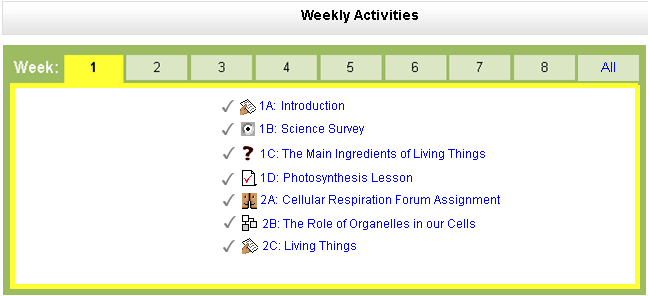 Weekly Activities
Week: 1 2 3 4 5 6 7 8 All
1A: Introduction
1B: Science Survey
? 1C: The Main Ingredients of Living Things
1D: Photosynthesis Lesson
2A: Cellular Respiration Forum Assignment
2B: The Role of Organelles in our Cells
2C: Living Things